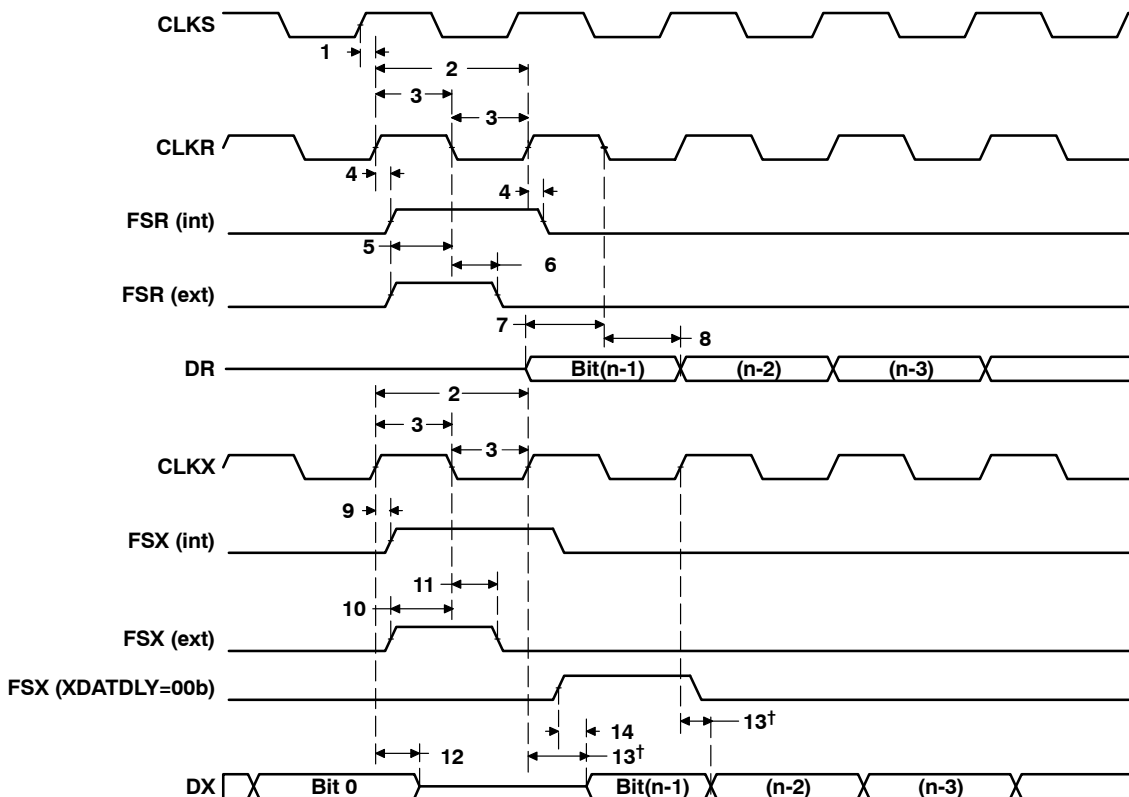 CLKS
1
2
3
3
CLKR
4
4
FSR (int)
5
6
FSR (ext)
7
8
DR
Bit(n-1)
(n-2)
(n-3)
2
3
3
CLKX
9
FSX (int)
11
10
FSX (ext)
FSX (XDATDLY=00b)
13†
14
12
13†
DX
Bit 0
Bit(n-1)
(n-2)
(n-3)